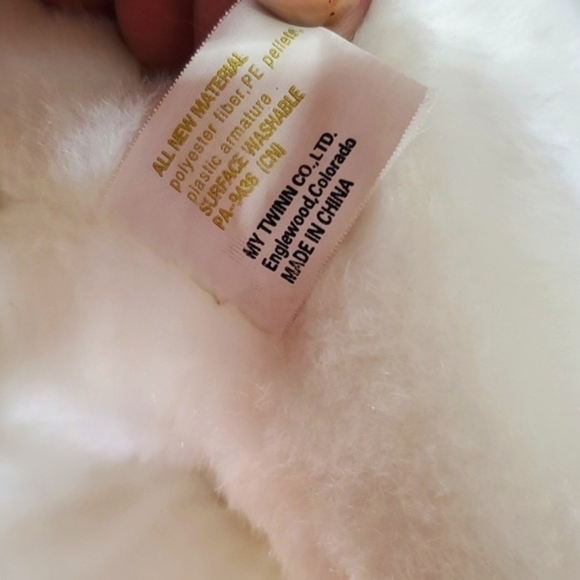 ALL NEW MATERIAL
polyester fiber, PE pellets,
plastic armature
SURFACE WASHABLE
PA-9436 (CN)
MY TWINN CO.,LTD.
Englewood,Colorado
MADE IN CHINA